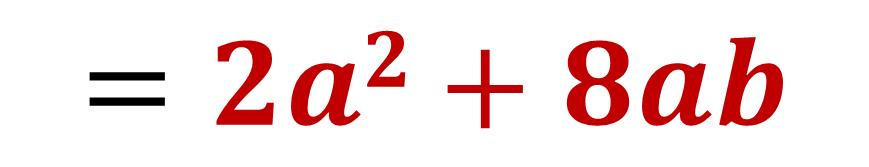 = 2a² + 8ab